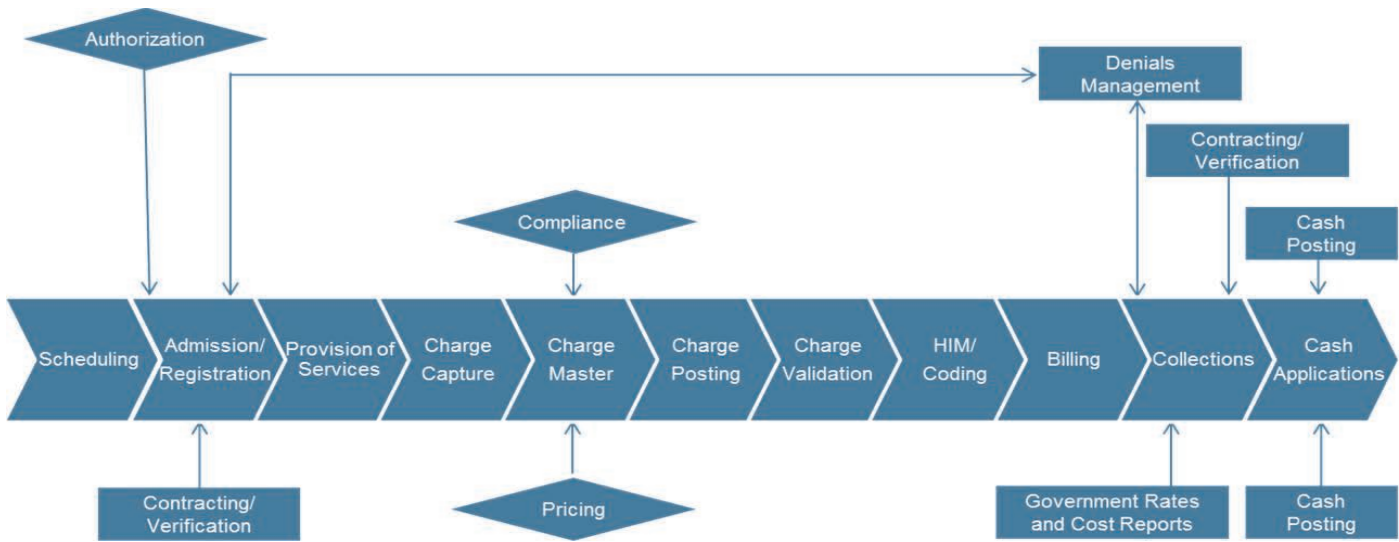 Authorization
Denials
Management
Contracting/
Verification
Compliance
Cash
Posting
Scheduling
Admission/
Registration
Provision of
Services
Charge
Capture
Charge
Master
Charge
Posting
Charge
Validation
HIM/
Coding
Billing
Collections
Cash
Applications
Contracting/
Verification
Pricing
Government Rates
and Cost Reports
Cash
Posting